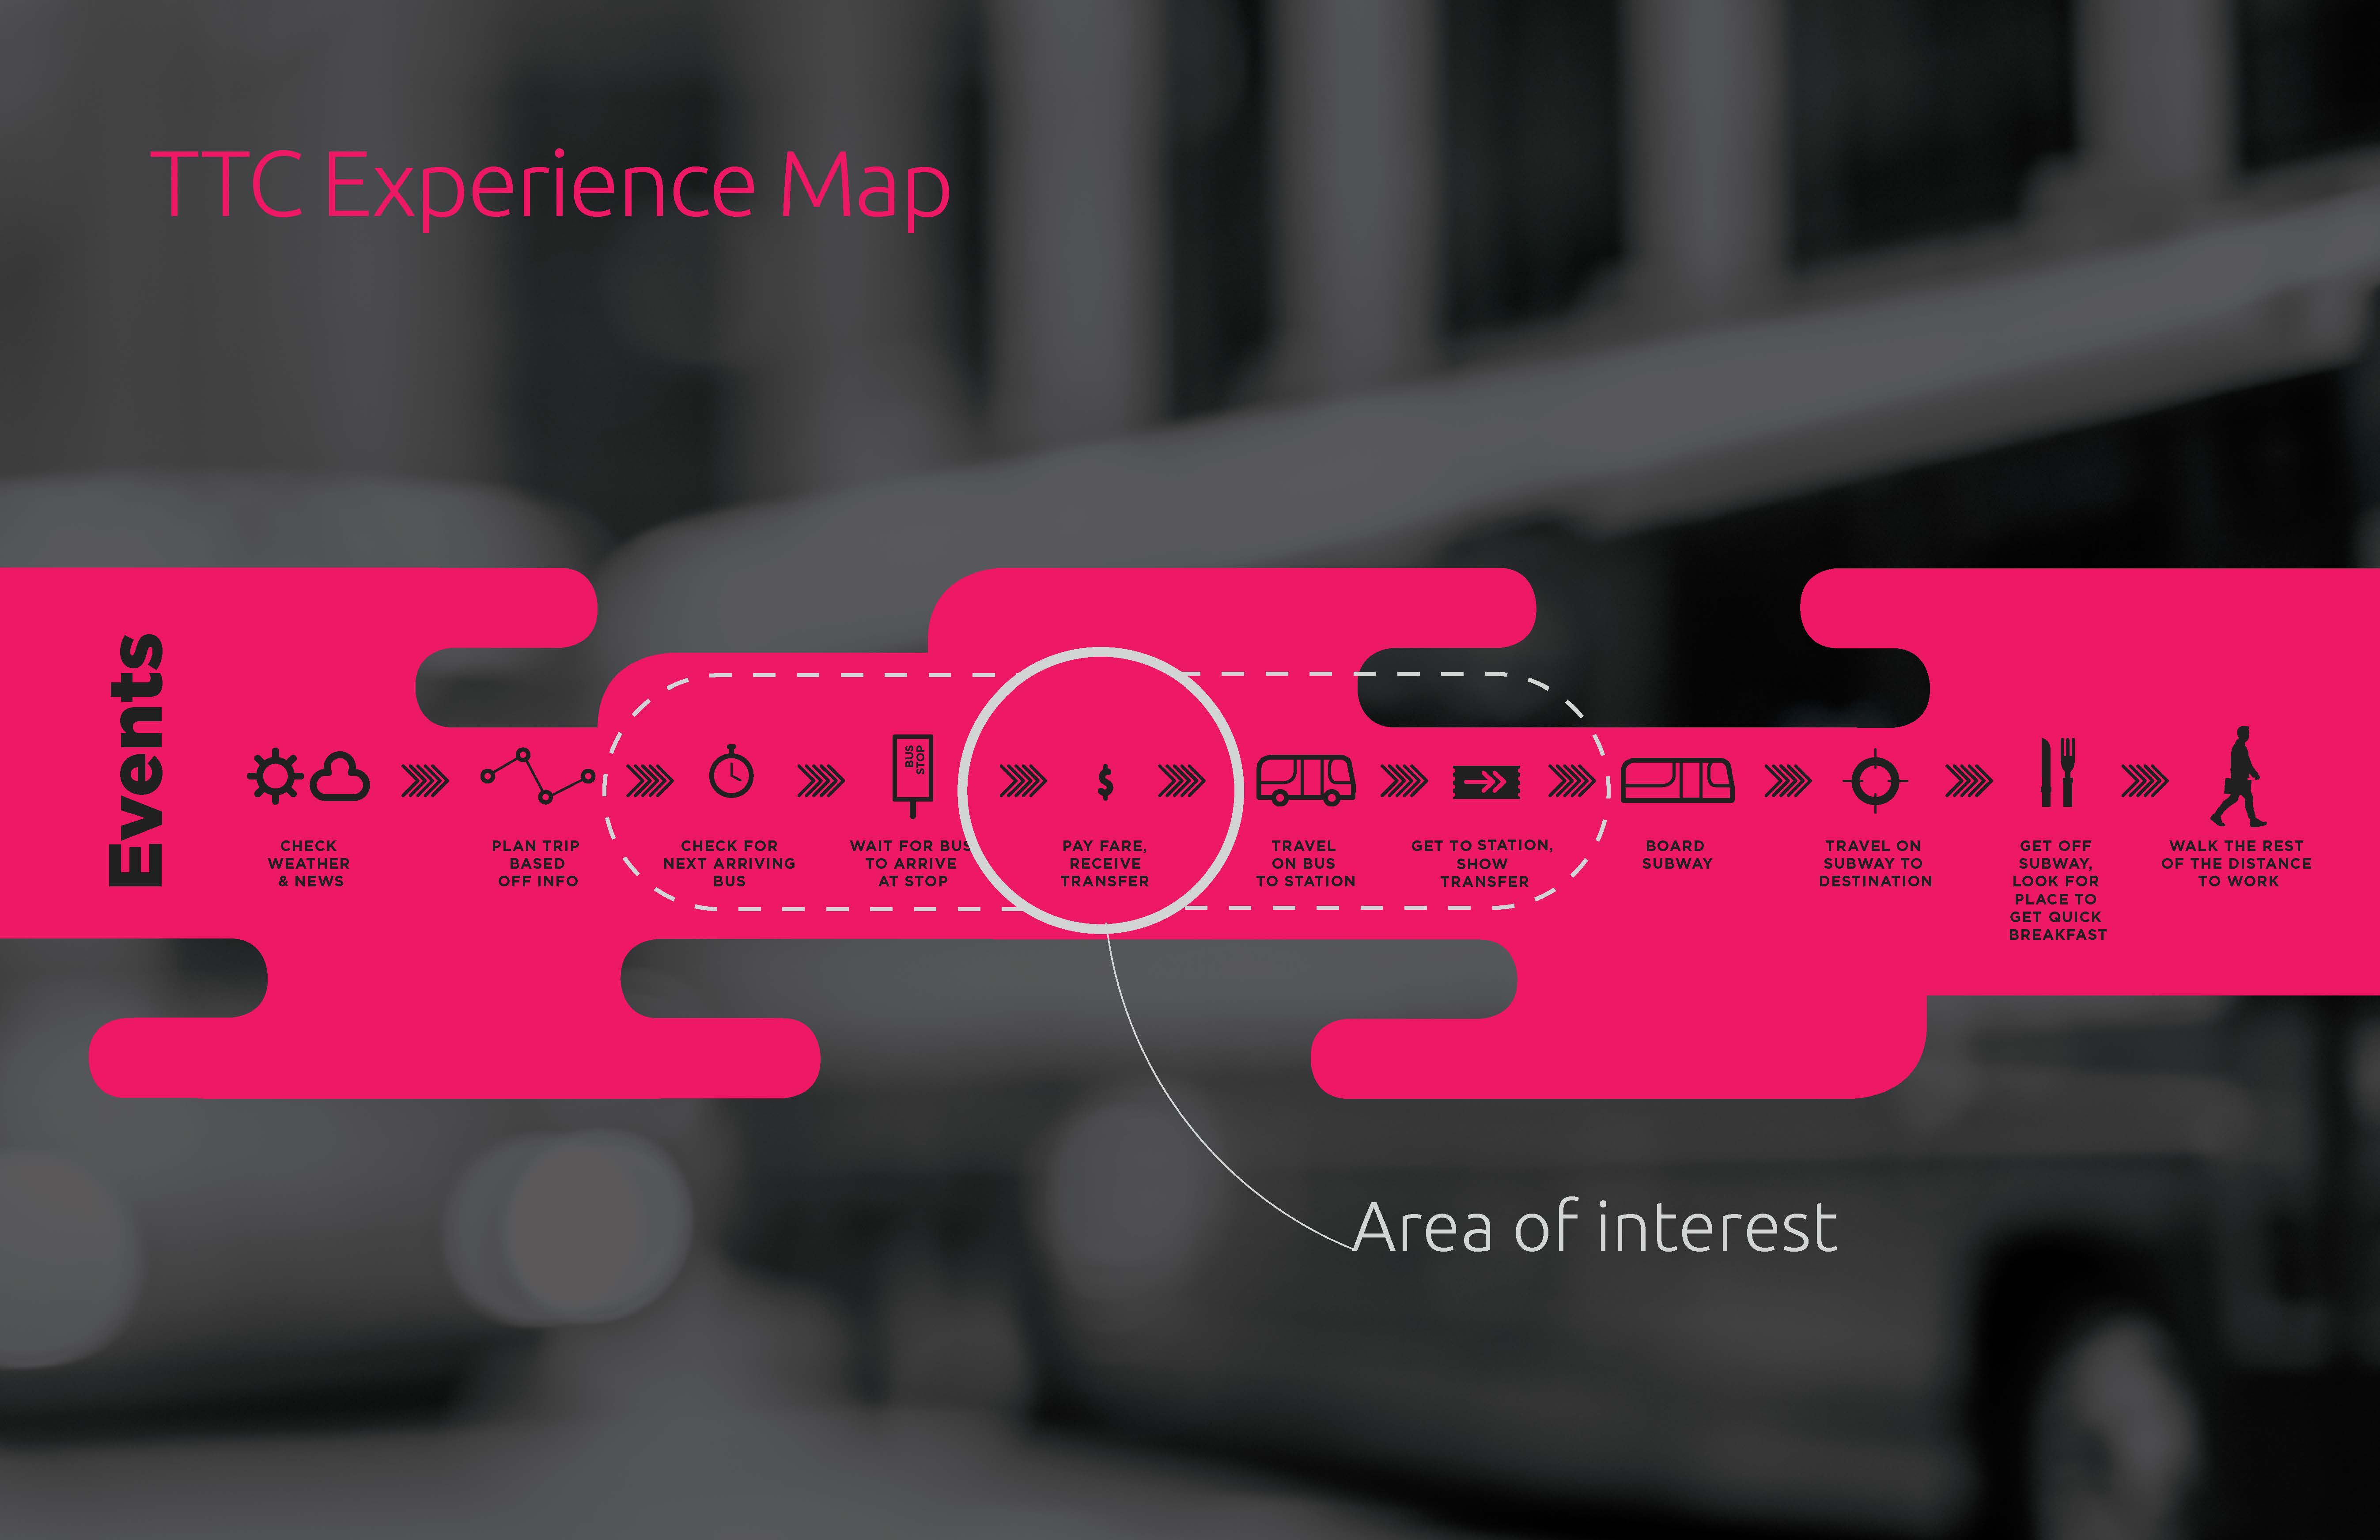 TTC Experience Map
Events
CHECK
WEATHER
& NEWS
PLAN TRIP
BASED
OFF INFO
CHECK FOR
NEXT ARRIVING
BUS
BUS
STOP
WAIT FOR BUS
TO ARRIVE
AT STOP
$
PAY FARE,
RECEIVE
TRANSFER
TRAVEL
ON BUS
TO STATION
GET TO STATION,
SHOW
TRANSFER
BOARD
SUBWAY
TRAVEL ON
SUBWAY TO
DESTINATION
GET OFF
SUBWAY,
LOOK FOR
PLACE TO
GET QUICK
BREAKFAST
WALK THE REST
OF THE DISTANCE
TO WORK
Area of interest